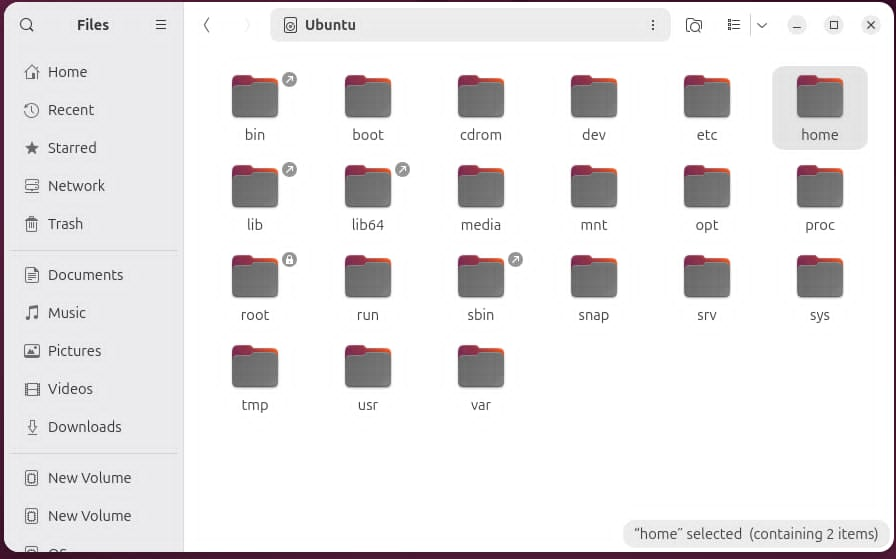 Files
Ubuntu
Home
Recent
Starred
Network
Trash
Documents
Music
Pictures
Videos
Downloads
New Volume
New Volume
bin boot cdrom dev etc home
lib lib64 media mnt opt proc
root run sbin snap srv sys
tmp usr var
“home” selected (containing 2 items)